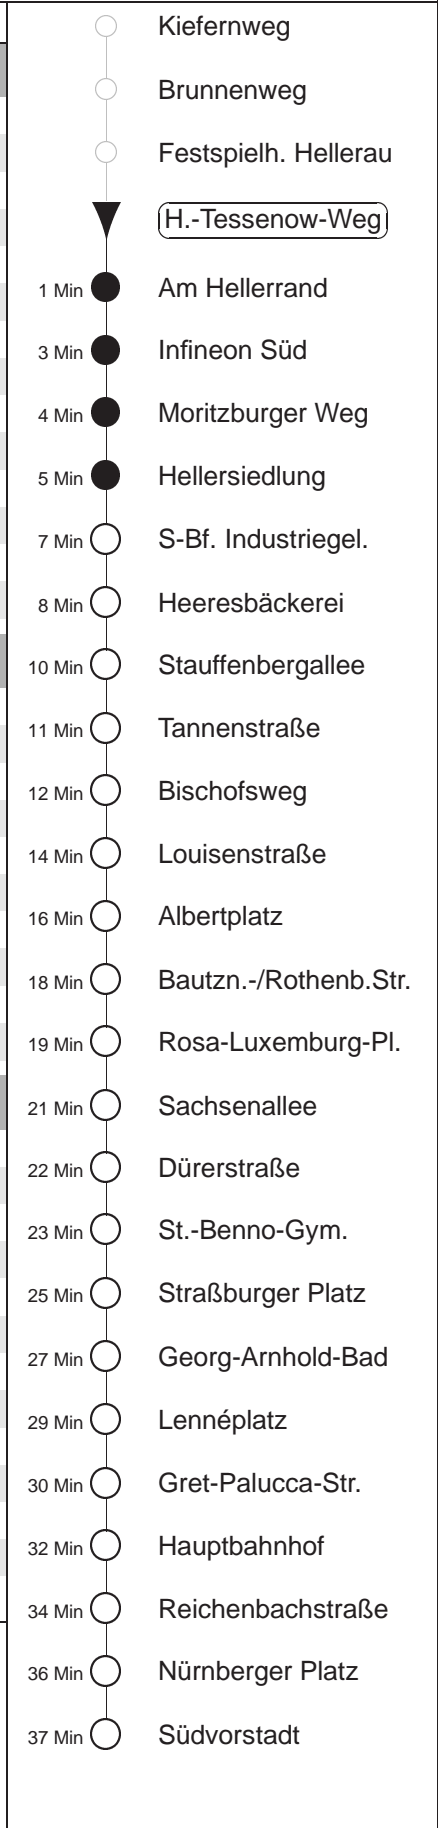 Kiefernweg
Brunnenweg
Festspielh. Hellerau
H.-Tessenow-Weg
1 Min Am Hellerrand
3 Min Infineon Süd
4 Min Moritzburger Weg
5 Min Hellersiedlung
7 Min S-Bf. Industriegel.
8 Min Heeresbäckerei
10 Min Stauffenbergallee
11 Min Tannenstraße
12 Min Bischofsweg
14 Min Louisenstraße
16 Min Albertplatz
18 Min Bautzn.-/Rothenb.Str.
19 Min Rosa-Luxemburg-Pl.
21 Min Sachsenallee
22 Min Dürerstraße
23 Min St.-Benno-Gym.
25 Min Straßburger Platz
27 Min Georg-Arnhold-Bad
29 Min Lennéplatz
30 Min Gret-Palucca-Str.
32 Min Hauptbahnhof
34 Min Reichenbachstraße
36 Min Nürnberger Platz
37 Min Südvorstadt